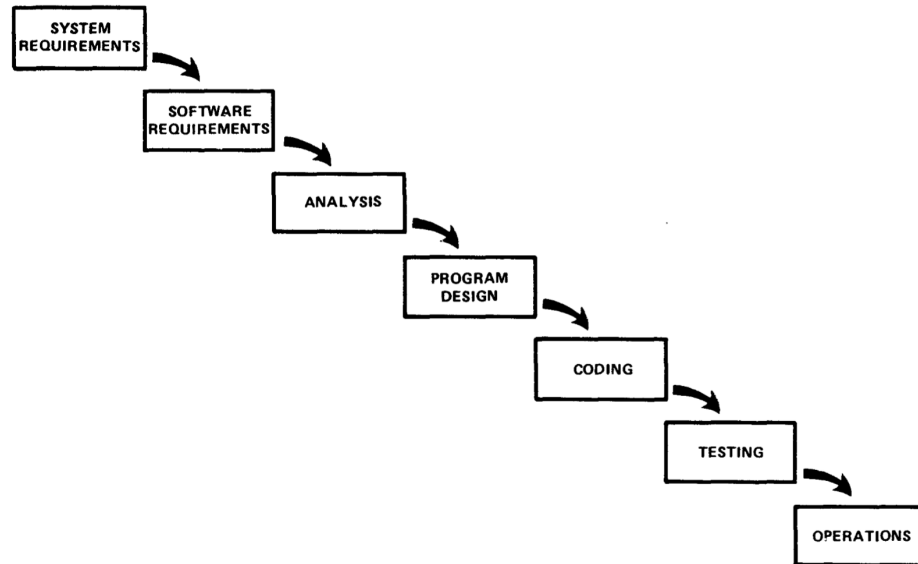 SYSTEM
REQUIREMENTS
SOFTWARE
REQUIREMENTS
ANALYSIS
PROGRAM
DESIGN
CODING
TESTING
OPERATIONS